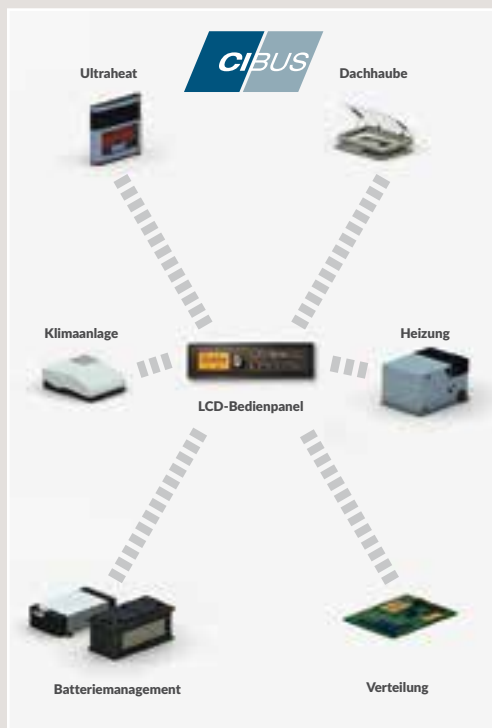 CIBUS
Ultraheat
Dachhaube
Klimaanlage
Heizung
LCD-Bedienpanel
Batteriemanagement
Verteilung